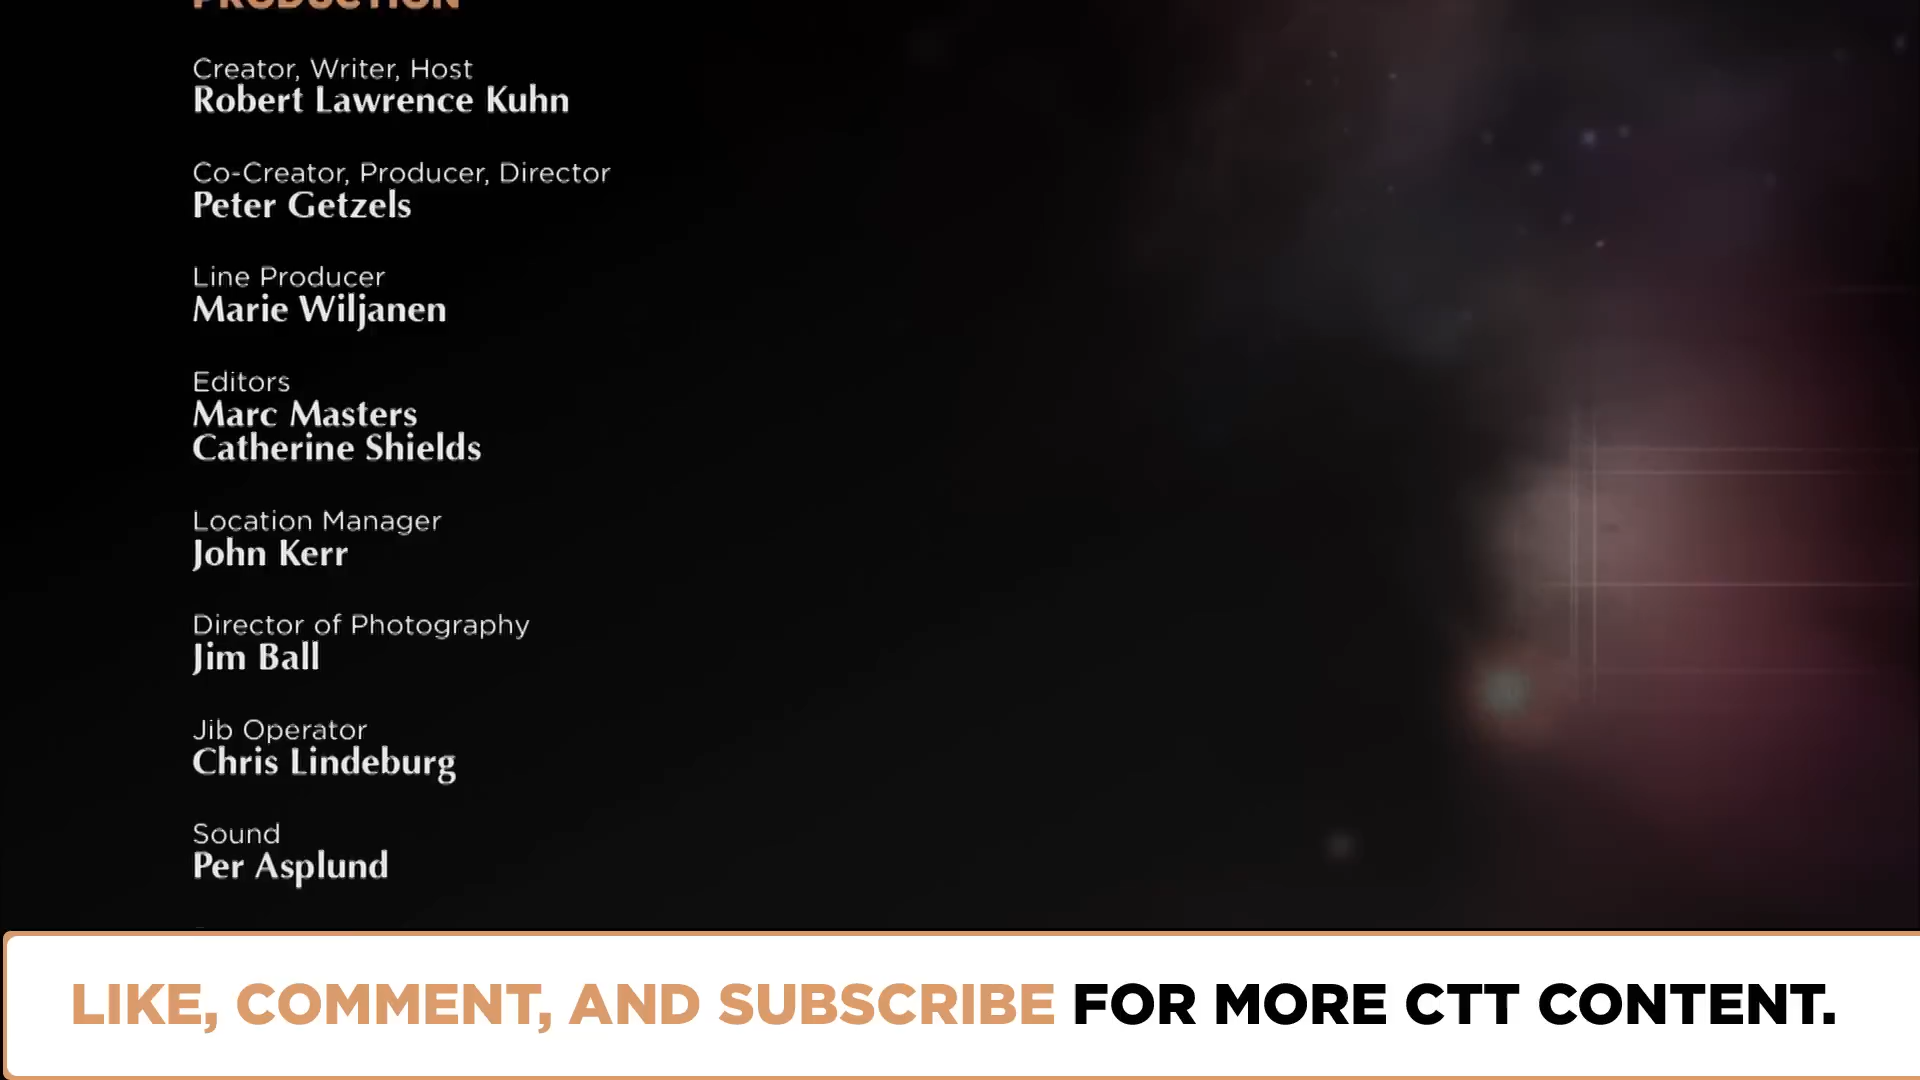 PRODUCTION
Creator, Writer, Host
Robert Lawrence Kuhn
Co-Creator, Producer, Director
Peter Getzels
Line Producer
Marie Wiljanen
Editors
Marc Masters
Catherine Shields
Location Manager
John Kerr
Director of Photography
Jim Ball
Jib Operator
Chris Lindeburg
Sound
Per Asplund
LIKE, COMMENT, AND SUBSCRIBE FOR MORE CTT CONTENT.